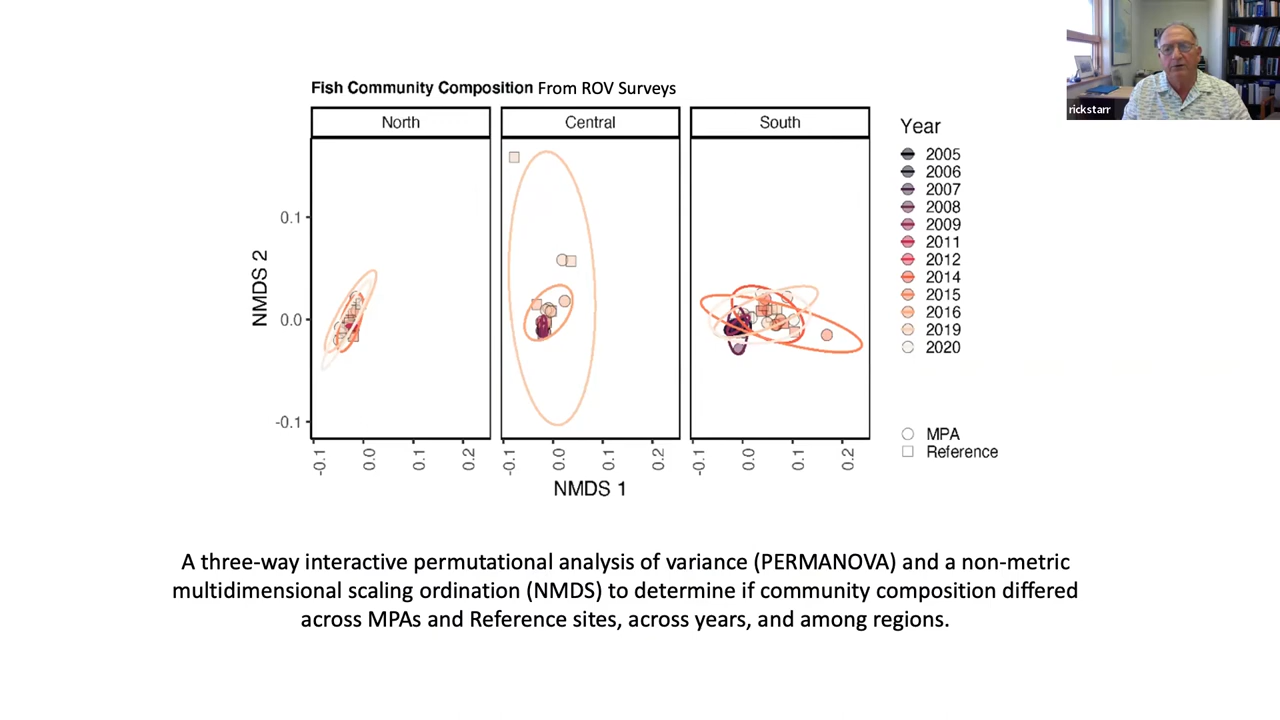 rickstarr
Fish Community Composition From ROV Surveys
North
Central
South
NMDS 2
0.1
0.0
-0.1
-0.1
0.0
0.1
0.2
-0.1
0.0
0.1
0.2
-0.1
0.0
0.1
0.2
NMDS 1
Year
2005
2006
2007
2008
2009
2011
2012
2014
2015
2016
2019
2020
MPA
Reference
A three-way interactive permutational analysis of variance (PERMANOVA) and a non-metric
multidimensional scaling ordination (NMDS) to determine if community composition differed
across MPAs and Reference sites, across years, and among regions.